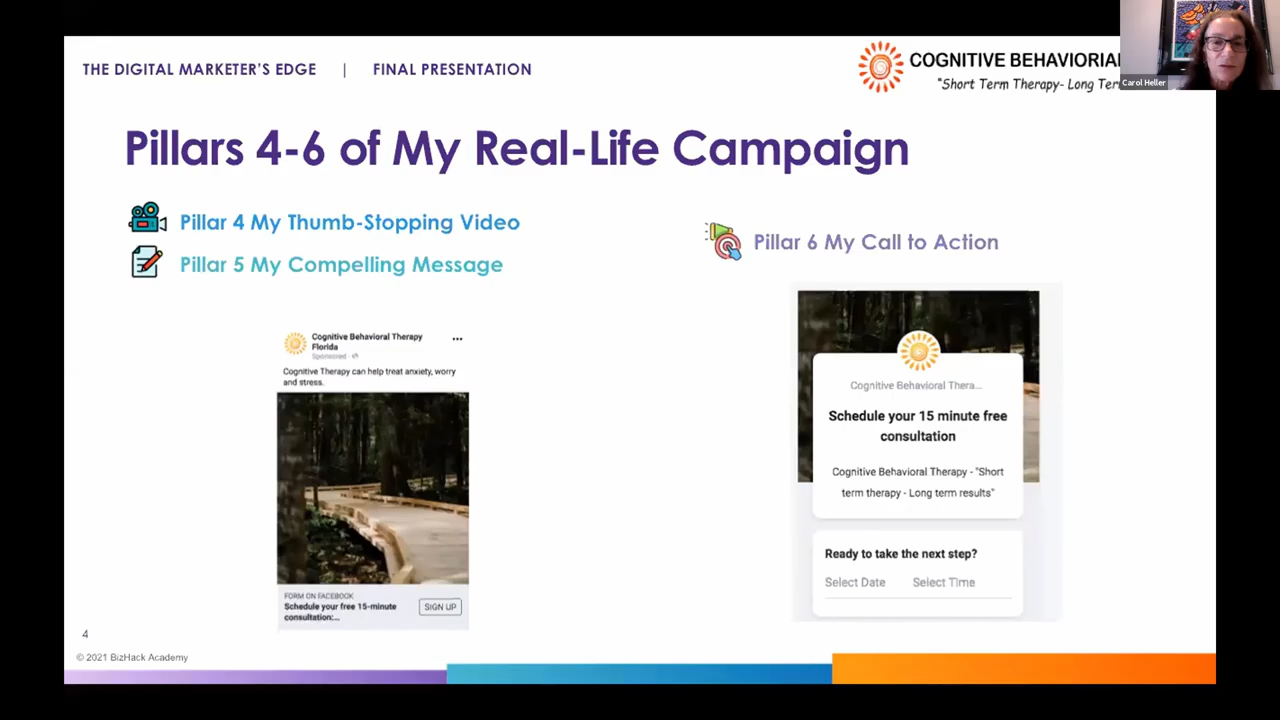 THE DIGITAL MARKETER'S EDGE | FINAL PRESENTATION
COGNITIVE BEHAVIORAL
"Short Term Therapy- Long
Carol Heller
Pillars 4-6 of My Real-Life Campaign
Pillar 4 My Thumb-Stopping Video
Pillar 5 My Compelling Message
Pillar 6 My Call to Action
Cognitive Behavioral Therapy
Florida
Sponsored
Cognitive Therapy can help treat anxiety, worry
and stress.
FORM ON FACEBOOK
Schedule your free 15-minute
consultation:...
SIGN UP
Cognitive Behavioral Thera...
Schedule your 15 minute free
consultation
Cognitive Behavioral Therapy - "Short
term therapy - Long term results"
Ready to take the next step?
Select Date Select Time
4
© 2021 BizHack Academy